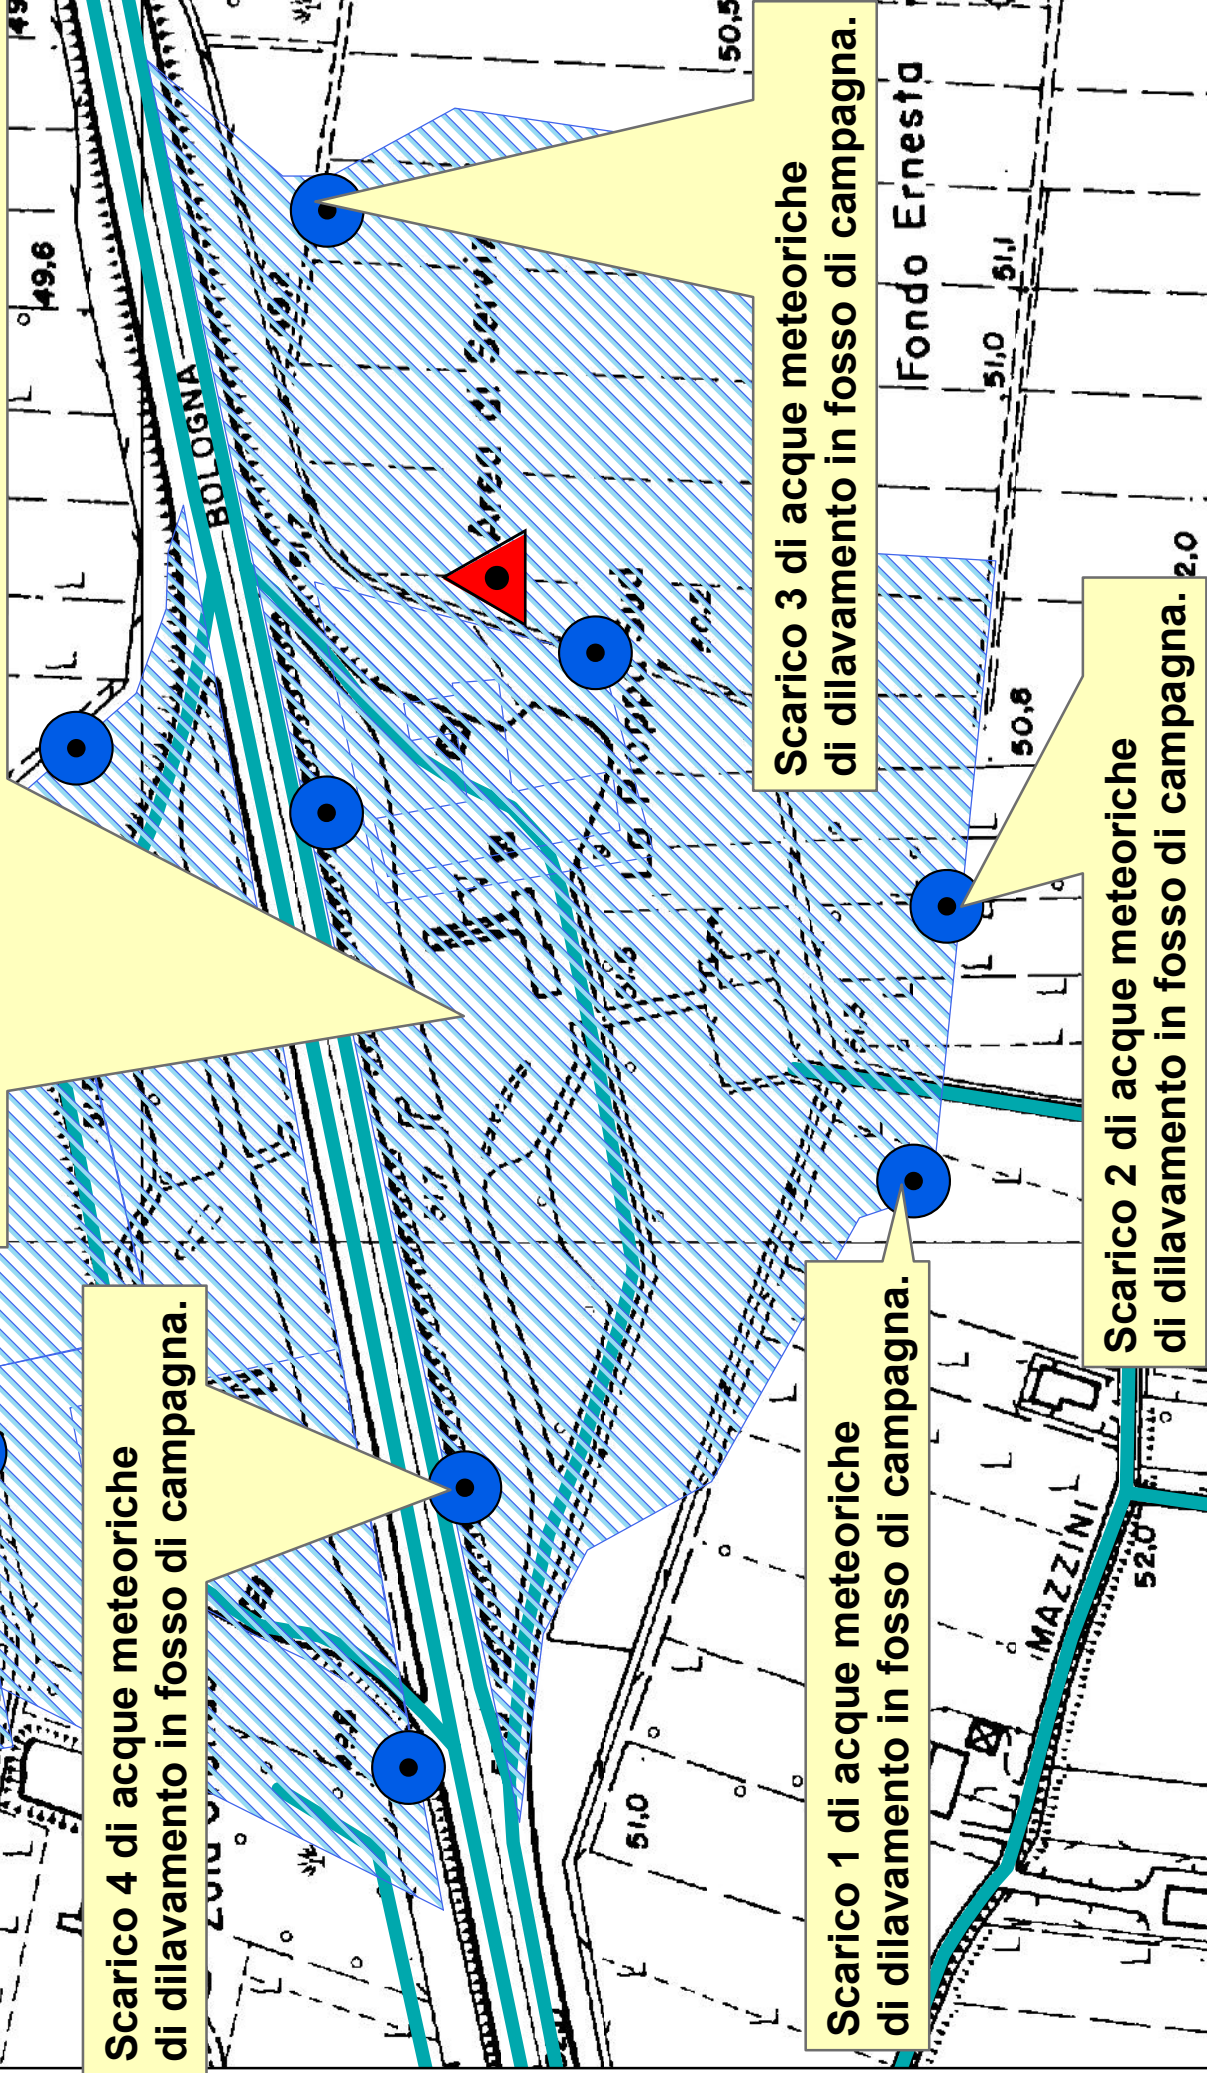 Scarico 4 di acque meteoriche
di dilavamento in fosso di campagna.
Scarico 1 di acque meteoriche
di dilavamento in fosso di campagna.
Scarico 2 di acque meteoriche
di dilavamento in fosso di campagna.
Scarico 3 di acque meteoriche
di dilavamento in fosso di campagna.
BOLOGNA
Fondo Ernesta
MAZZINI
49,6
50,5
51,1
51,0
50,8
52,0
51,0
2,0
49